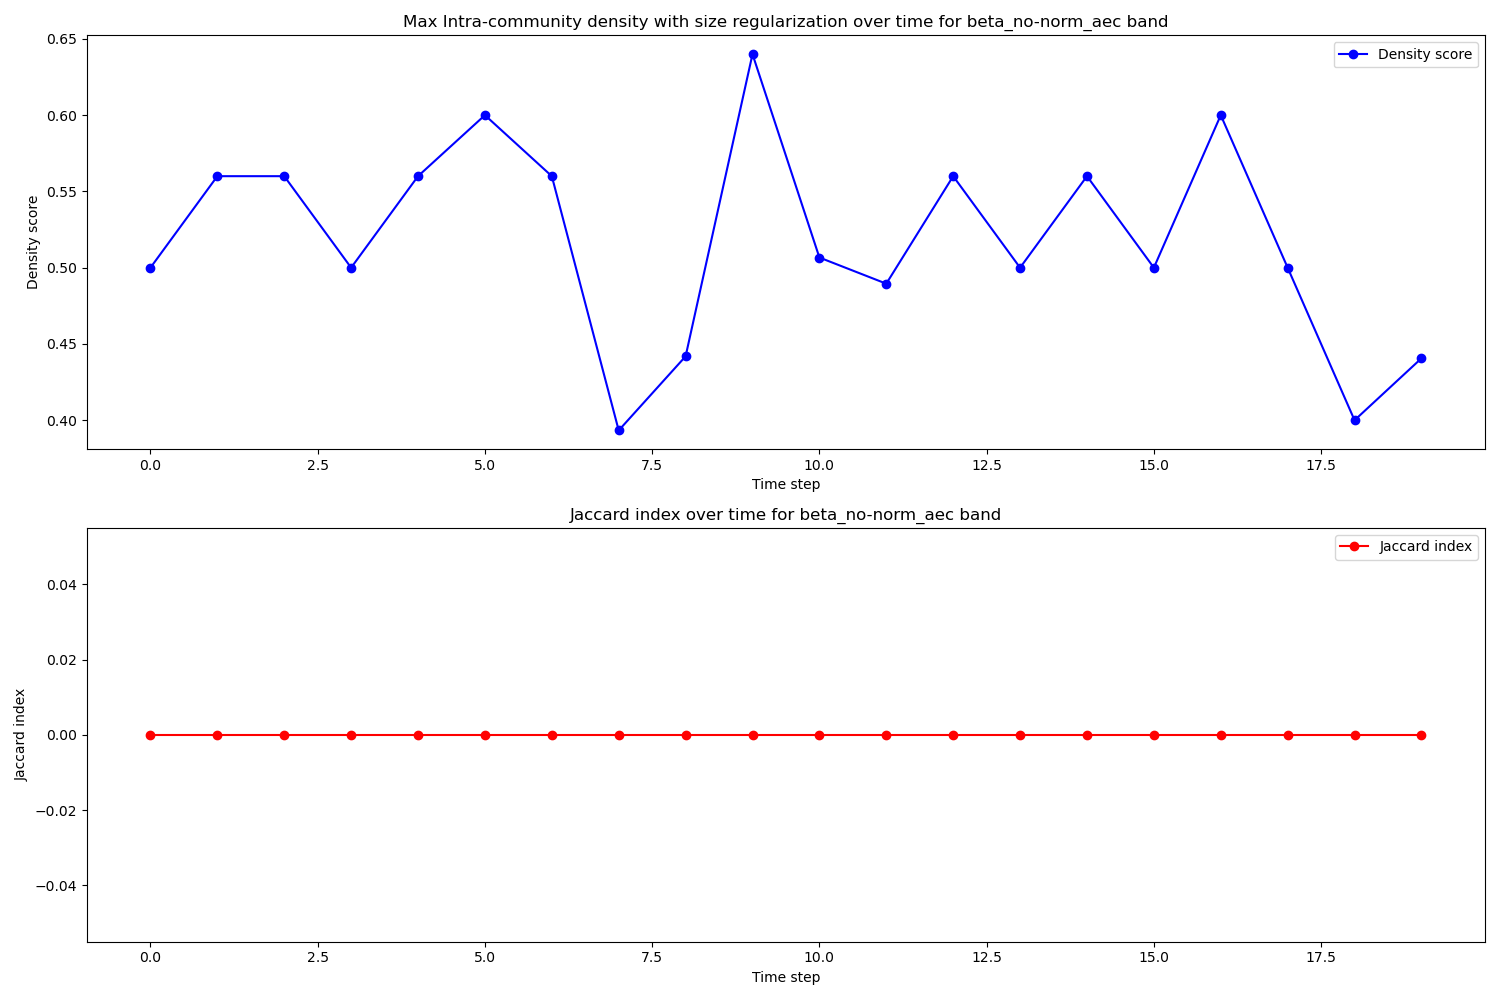 Max Intra-community density with size regularization over time for beta_no-norm_aec band
Density score
0.65
0.60
0.55
0.50
0.45
0.40
Density score
0.0 2.5 5.0 7.5 10.0 12.5 15.0 17.5
Time step
Jaccard index over time for beta_no-norm_aec band
Jaccard index
0.04
0.02
0.00
−0.02
−0.04
Jaccard index
0.0 2.5 5.0 7.5 10.0 12.5 15.0 17.5
Time step